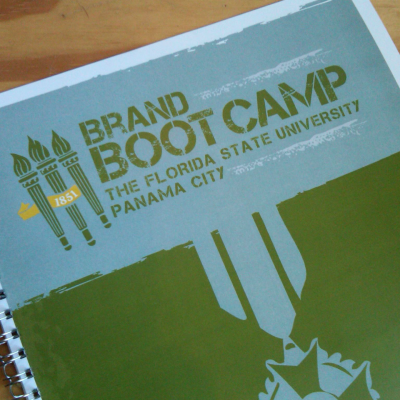 BRAND
BOOT CAMP
THE FLORIDA STATE UNIVERSITY
PANAMA CITY
1851